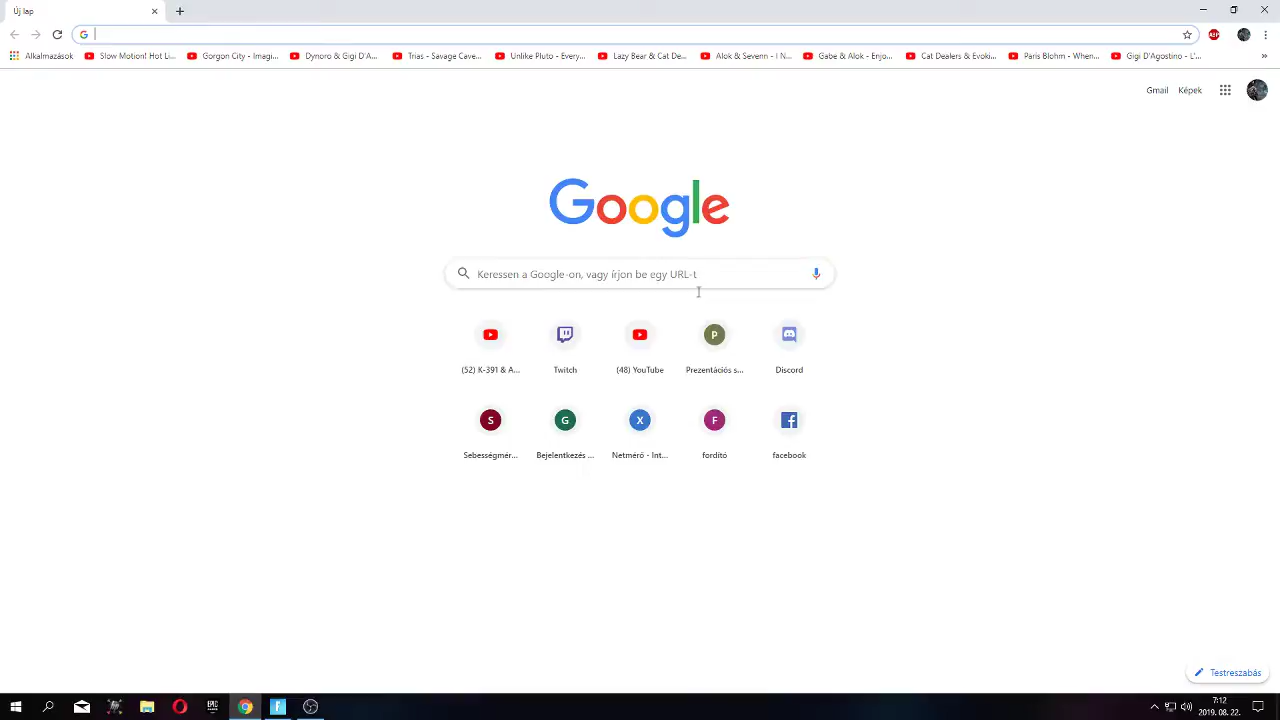 Új lap
Alkalmazások
Slow Motion! Hot Li...
Gorgon City - Imagi...
Dynoro & Gigi D'A...
Trias - Savage Cave...
Unlike Pluto - Every...
Lazy Bear & Cat De...
Alok & Sevenn - I N...
Gabe & Alok - Enjo...
Cat Dealers & Evoki...
Paris Blohm - When...
Gigi D'Agostino - L'...
»
Gmail
Képek
Google
Keressen a Google-on, vagy írjon be egy URL-t
(52) K-391 & A...
Twitch
(48) YouTube
P
Prezentációs s...
Discord
S
Sebességmér...
G
Bejelentkezés ...
X
Netmérő - Int...
F
fordító
facebook
Testreszabás
ABP
EPIC
7:12
2019. 08. 22.